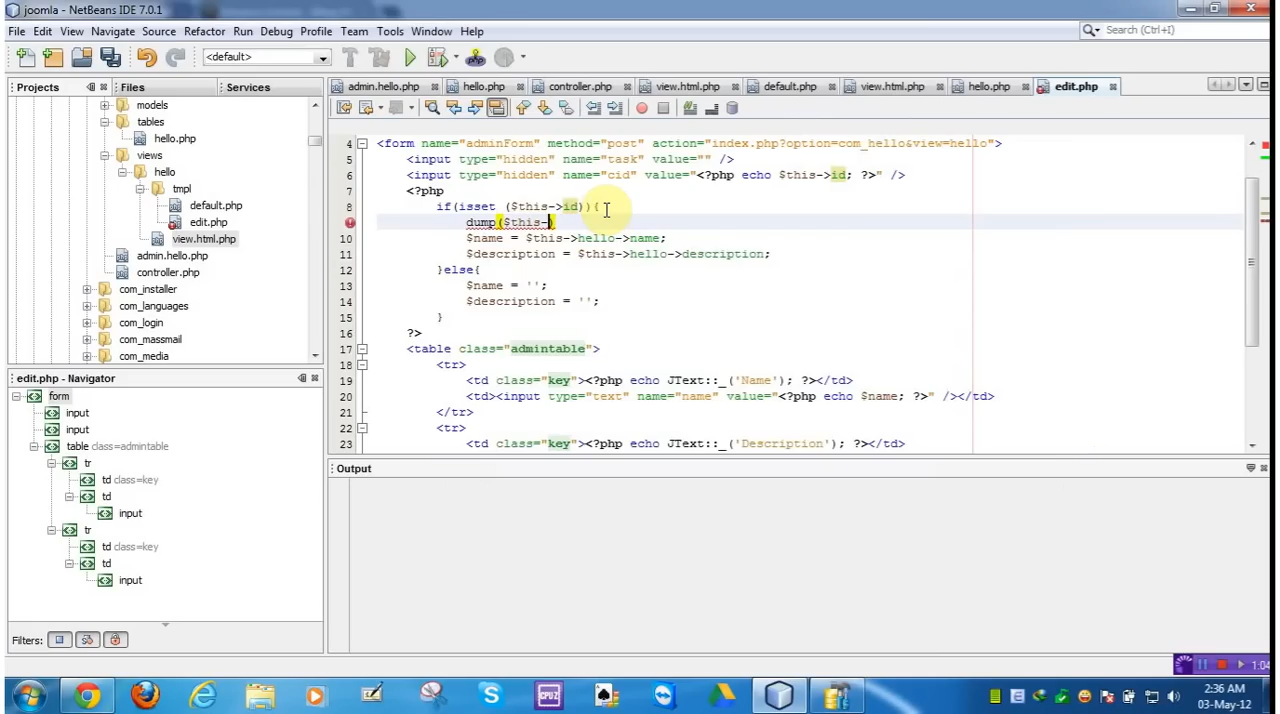 joomla - NetBeans IDE 7.0.1
File Edit View Navigate Source Refactor Run Debug Profile Team Tools Window Help
Search (Ctrl+I)
<default>
Projects Files Services
admin.hello.php hello.php controller.php view.html.php default.php view.html.php hello.php edit.php
models
tables
hello.php
views
hello
tmpl
default.php
edit.php
view.html.php
admin.hello.php
controller.php
com_installer
com_languages
com_login
com_massmail
com_media
4 <form name="adminForm" method="post" action="index.php?option=com_hello&view=hello">
5 <input type="hidden" name="task" value="" />
6 <input type="hidden" name="cid" value="<?php echo $this->id; ?>" />
7 <?php
8 if(isset ($this->id)){
dump($this-)
10 $name = $this->hello->name;
11 $description = $this->hello->description;
12 }else{
13 $name = '';
14 $description = '';
15 }
16 ?>
17 <table class="admintable">
18 <tr>
19 <td class="key"><?php echo JText::_('Name'); ?></td>
20 <td><input type="text" name="name" value="<?php echo $name; ?>" /></td>
21 </tr>
22 <tr>
23 <td class="key"><?php echo JText::_('Description'); ?></td>
edit.php - Navigator
form
input
input
table class=admintable
tr
td class=key
td
input
tr
td class=key
td
input
Filters:
Output
1:04
CPUZ
2:36 AM
03-May-12